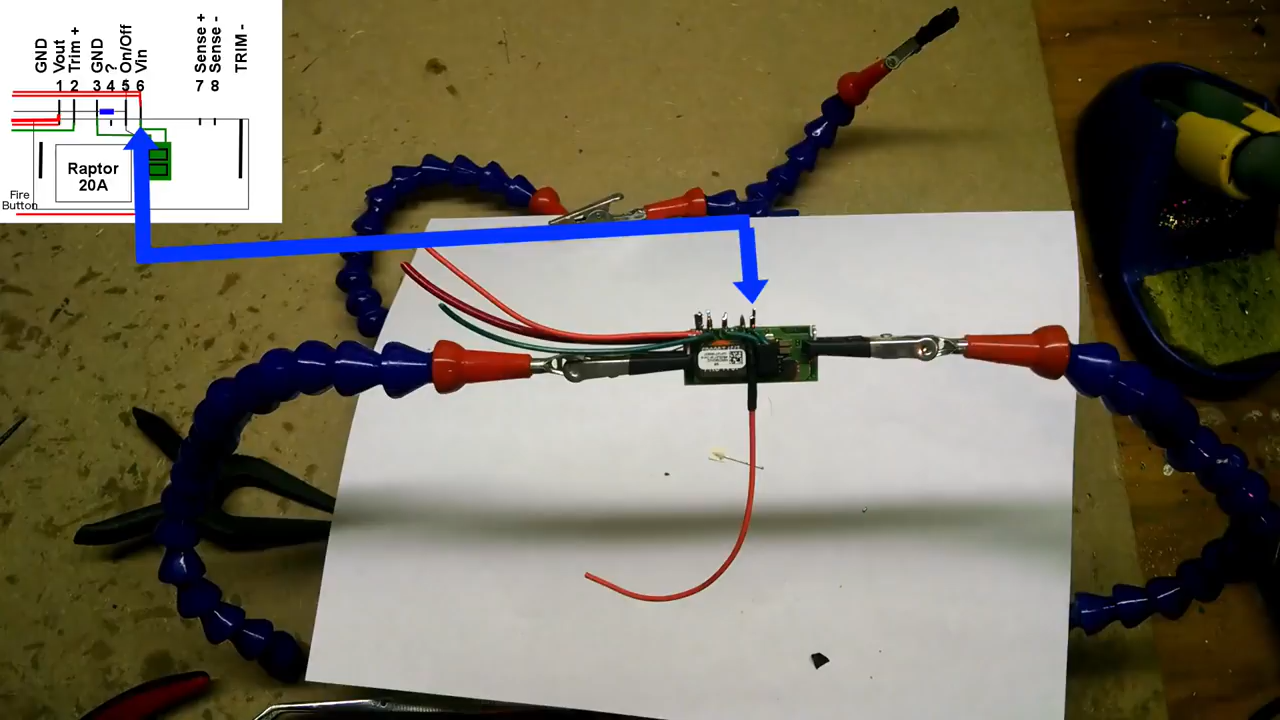 GND
Vout
Trim +
GND
?
On/Off
Vin
Sense +
Sense -
TRIM -
1 2 3 4 5 6 7 8
Raptor
20A
Fire
Button